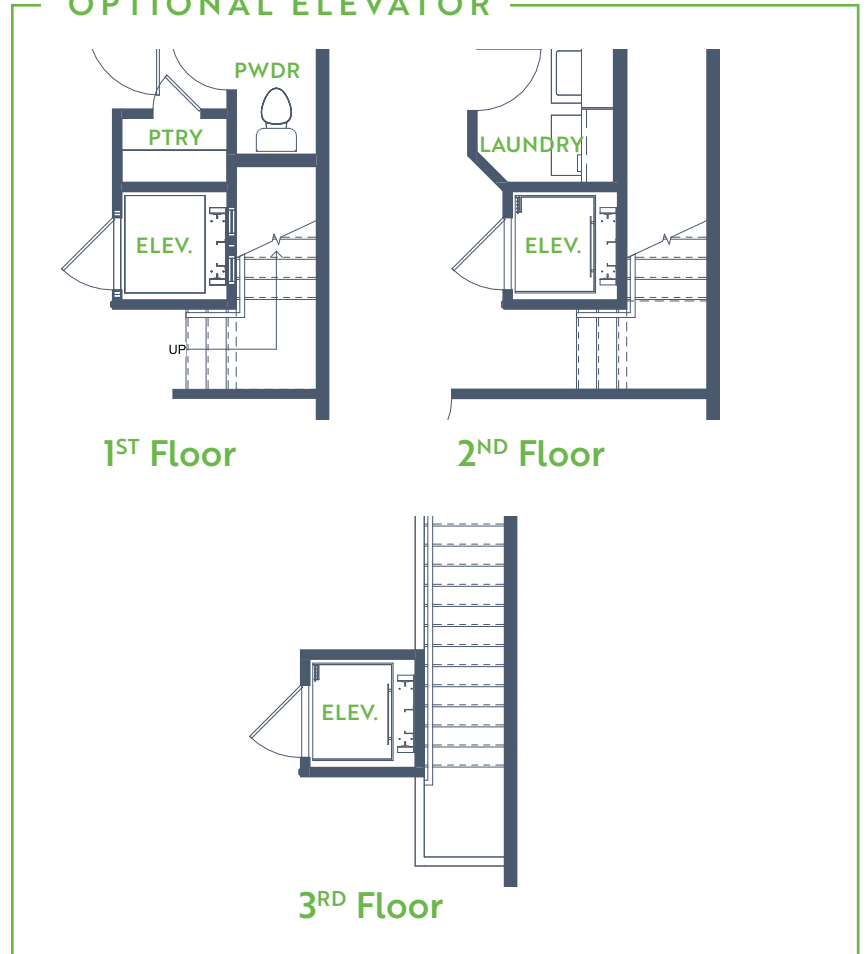 OPTIONAL ELEVATOR
PWDR
PTRY
LAUNDRY
ELEV.
ELEV.
UP
1ST Floor
2ND Floor
ELEV.
3RD Floor